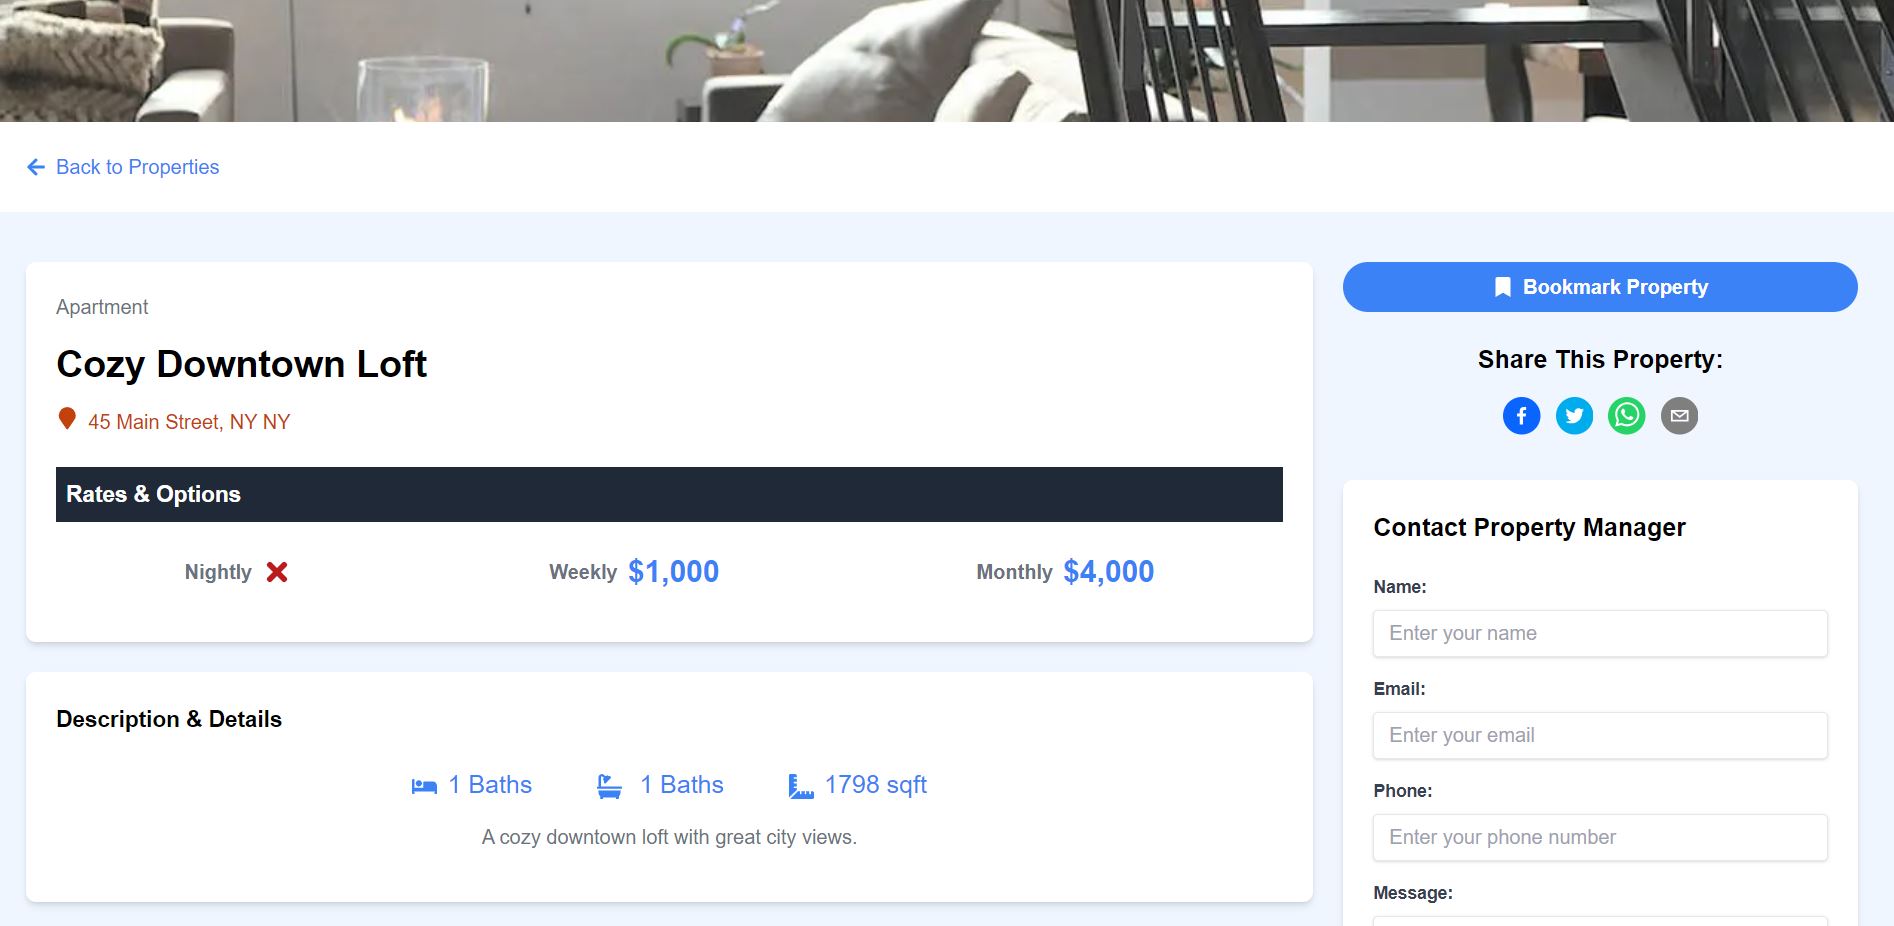 Back to Properties
Apartment
Cozy Downtown Loft
45 Main Street, NY NY
Rates & Options
Nightly
Weekly $1,000
Monthly $4,000
Description & Details
1 Baths
1 Baths
1798 sqft
A cozy downtown loft with great city views.
Bookmark Property
Share This Property:
Contact Property Manager
Name:
Enter your name
Email:
Enter your email
Phone:
Enter your phone number
Message: